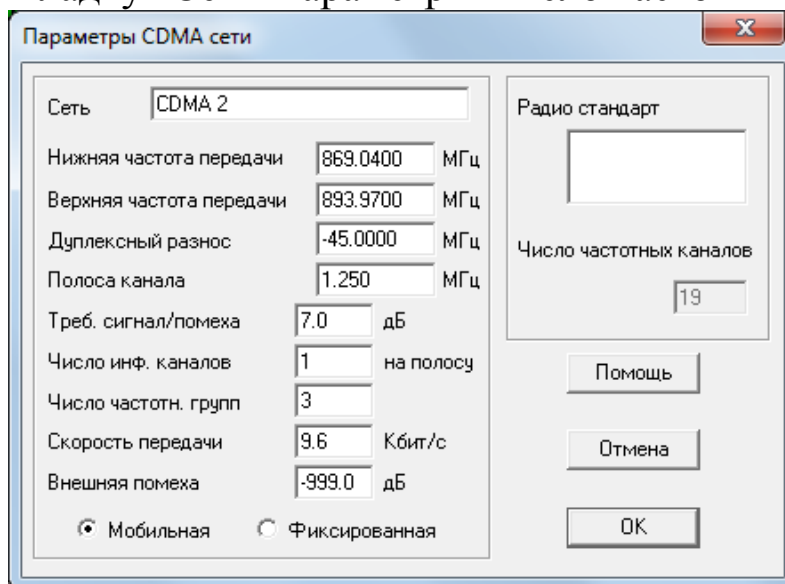 Параметры CDMA сети
Сеть CDMA 2
Нижняя частота передачи 869.0400 МГц
Верхняя частота передачи 893.9700 МГц
Дуплексный разнос -45.0000 МГц
Полоса канала 1.250 МГц
Треб. сигнал/помеха 7.0 дБ
Число инф. каналов 1 на полосу
Число частотн. групп 3
Скорость передачи 9.6 Кбит/с
Внешняя помеха -999.0 дБ
Мобильная Фиксированная
Радио стандарт
Число частотных каналов
19
Помощь
Отмена
OK